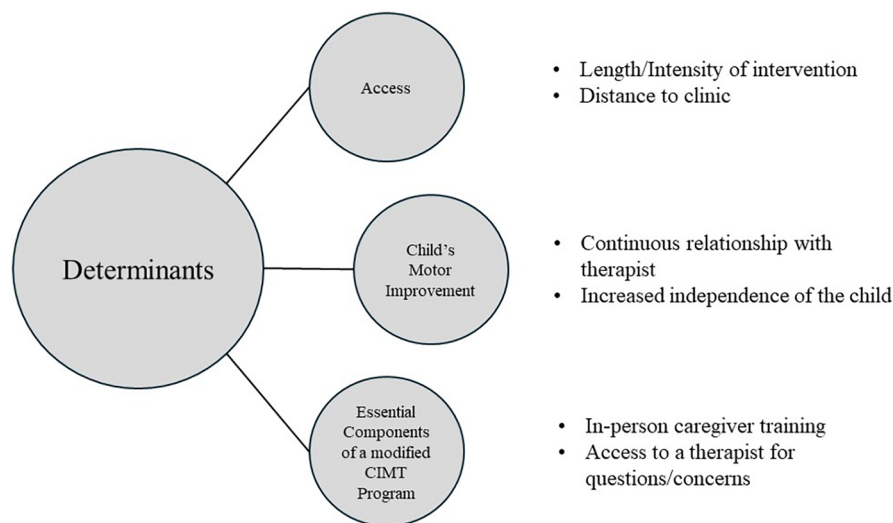 Determinants
Access
• Length/Intensity of intervention
• Distance to clinic
Child’s
Motor
Improvement
• Continuous relationship with
therapist
• Increased independence of the child
Essential
Components
of a modified
CIMT
Program
• In-person caregiver training
• Access to a therapist for
questions/concerns